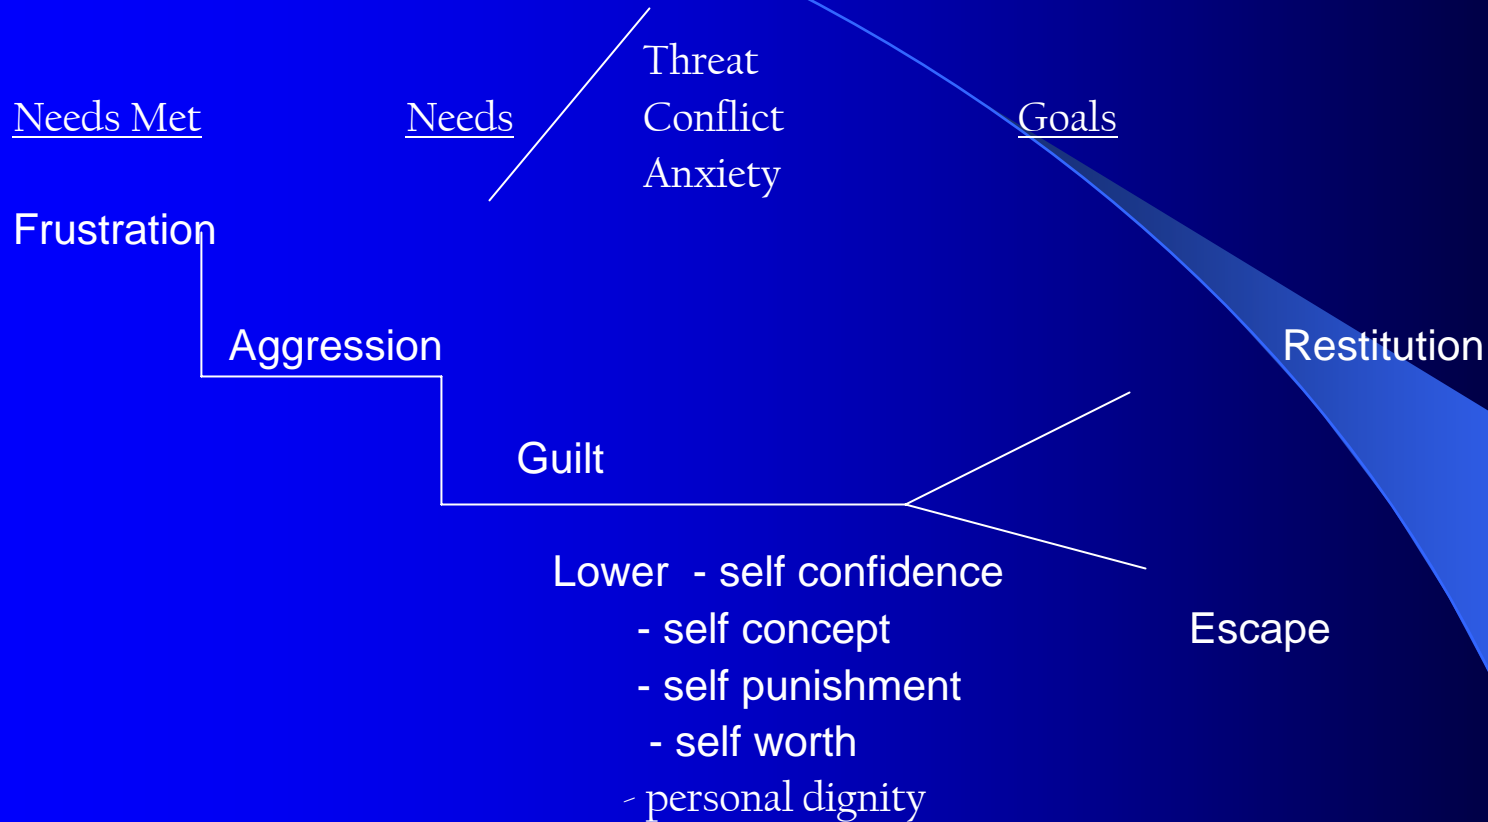 Threat
Needs Met Needs Conflict Goals
Anxiety
Frustration
Aggression Restitution
Guilt
Lower - self confidence
- self concept Escape
- self punishment
- self worth
- personal dignity